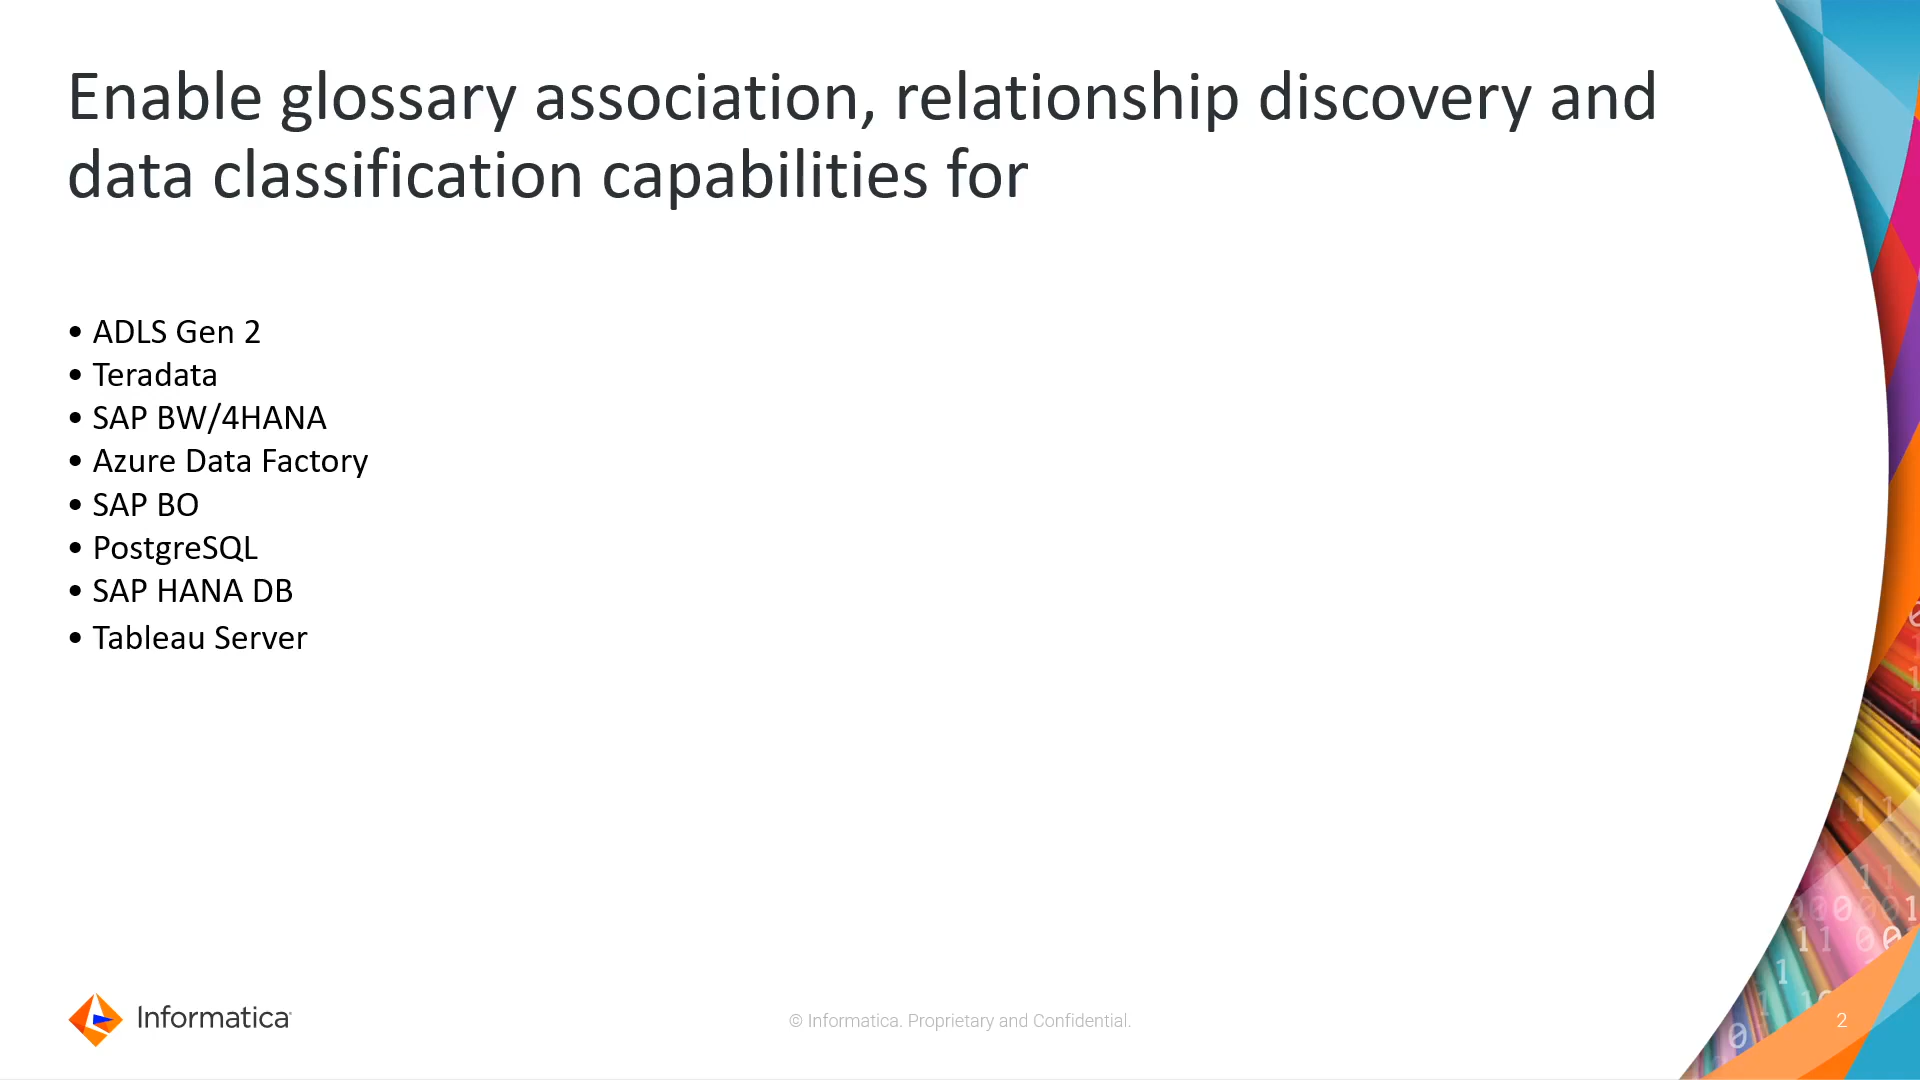 Enable glossary association, relationship discovery and
data classification capabilities for
• ADLS Gen 2
• Teradata
• SAP BW/4HANA
• Azure Data Factory
• SAP BO
• PostgreSQL
• SAP HANA DB
• Tableau Server
Informatica
© Informatica. Proprietary and Confidential.
2